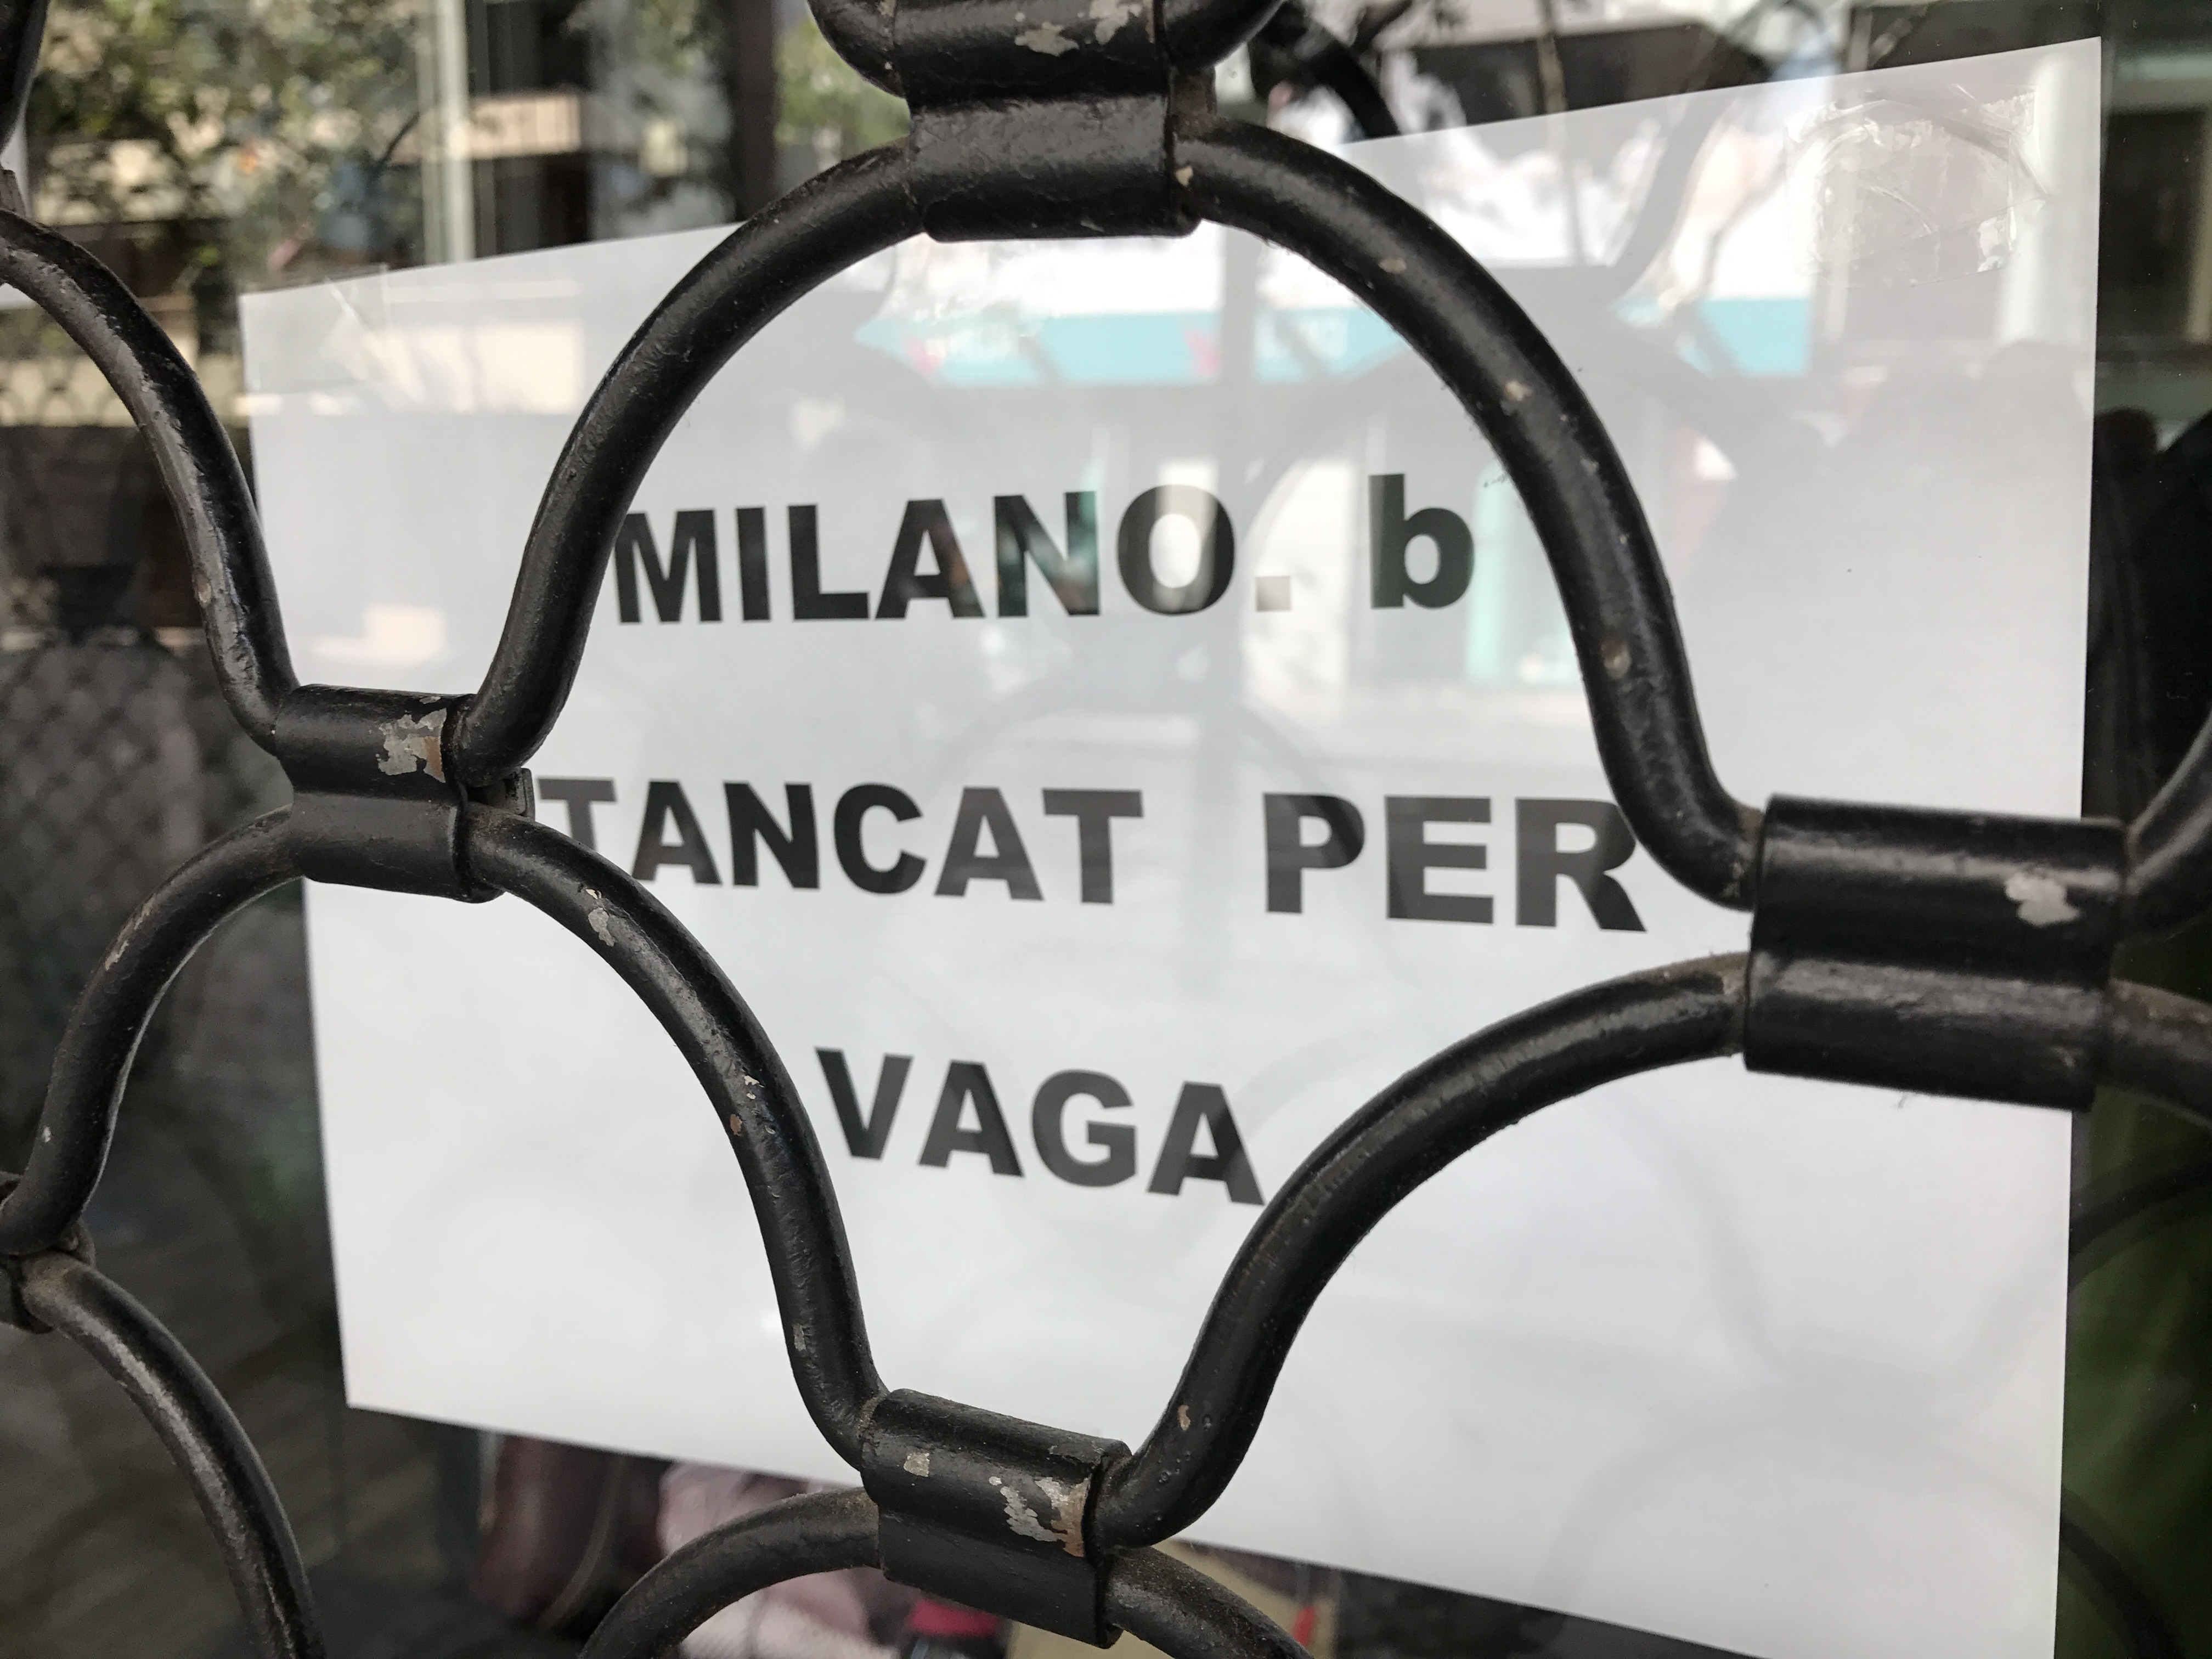 MILANO. b
TANCAT PER
VAGA